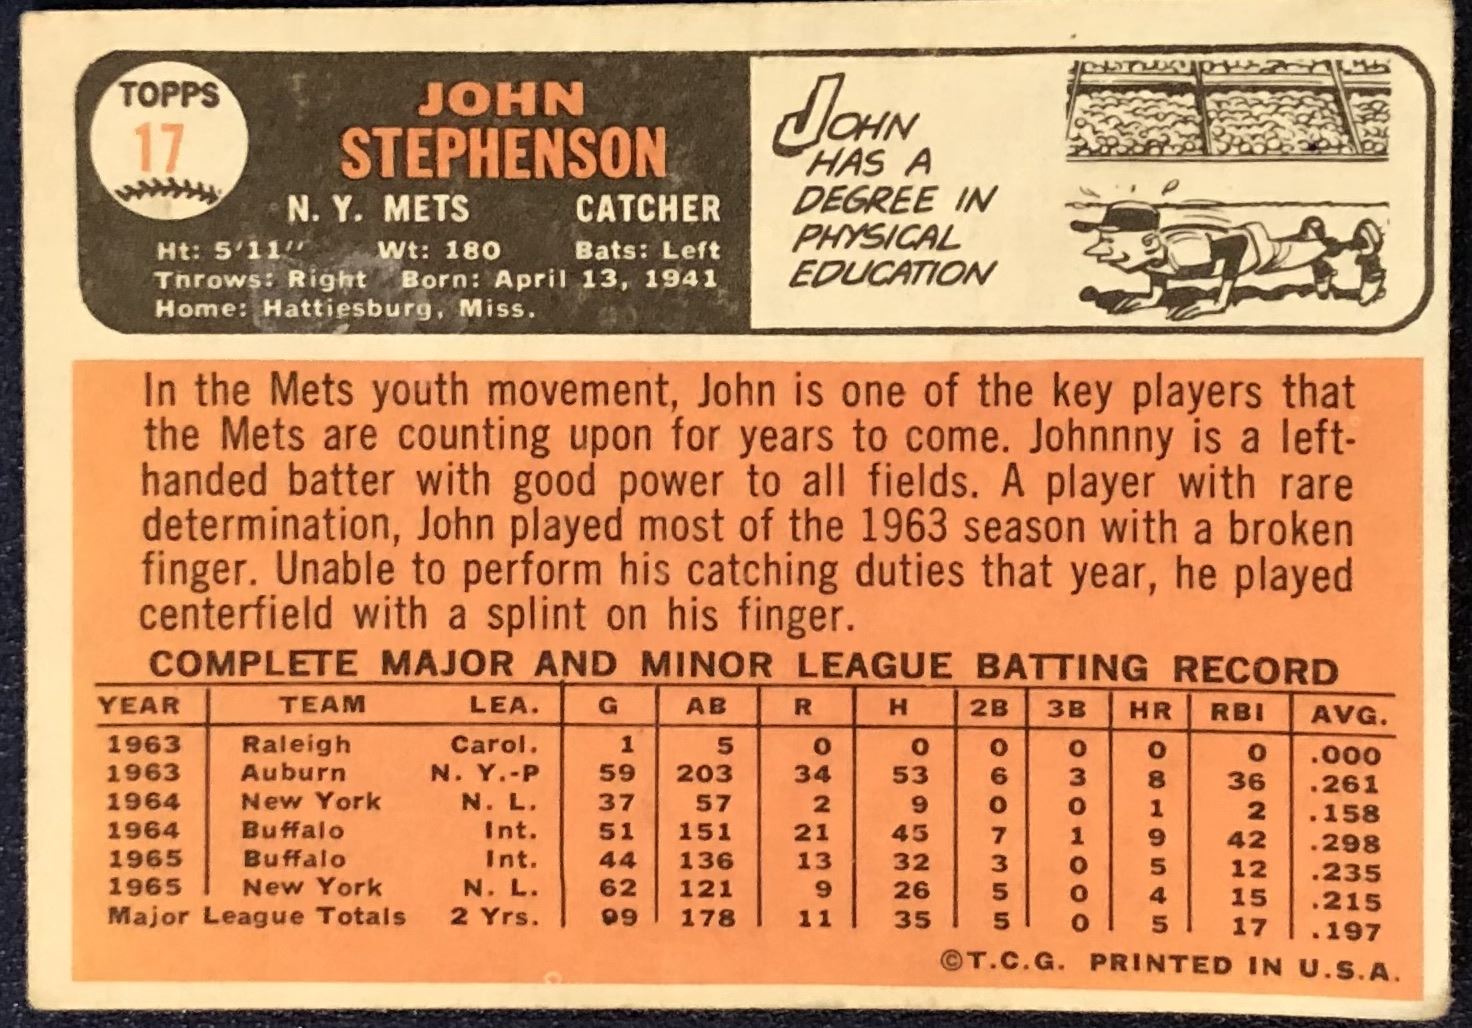 TOPPS
17
JOHN
STEPHENSON
N. Y. METS CATCHER
Ht: 5'11" Wt: 180 Bats: Left
Throws: Right Born: April 13, 1941
Home: Hattiesburg, Miss.
JOHN
HAS A
DEGREE IN
PHYSICAL
EDUCATION
In the Mets youth movement, John is one of the key players that
the Mets are counting upon for years to come. Johnnny is a left-
handed batter with good power to all fields. A player with rare
determination, John played most of the 1963 season with a broken
finger. Unable to perform his catching duties that year, he played
centerfield with a splint on his finger.
COMPLETE MAJOR AND MINOR LEAGUE BATTING RECORD
YEAR TEAM LEA. G AB R H 2B 3B HR RBI AVG.
1963 Raleigh Carol. 1 5 0 0 0 0 0 0 .000
1963 Auburn N. Y.-P 59 203 34 53 6 3 8 36 .261
1964 New York N. L. 37 57 2 9 0 0 1 2 .158
1964 Buffalo Int. 51 151 21 45 7 1 9 42 .298
1965 Buffalo Int. 44 136 13 32 3 0 5 12 .235
1965 New York N. L. 62 121 9 26 5 0 4 15 .215
Major League Totals 2 Yrs. 99 178 11 35 5 0 5 17 .197
©T.C.G. PRINTED IN U.S.A.